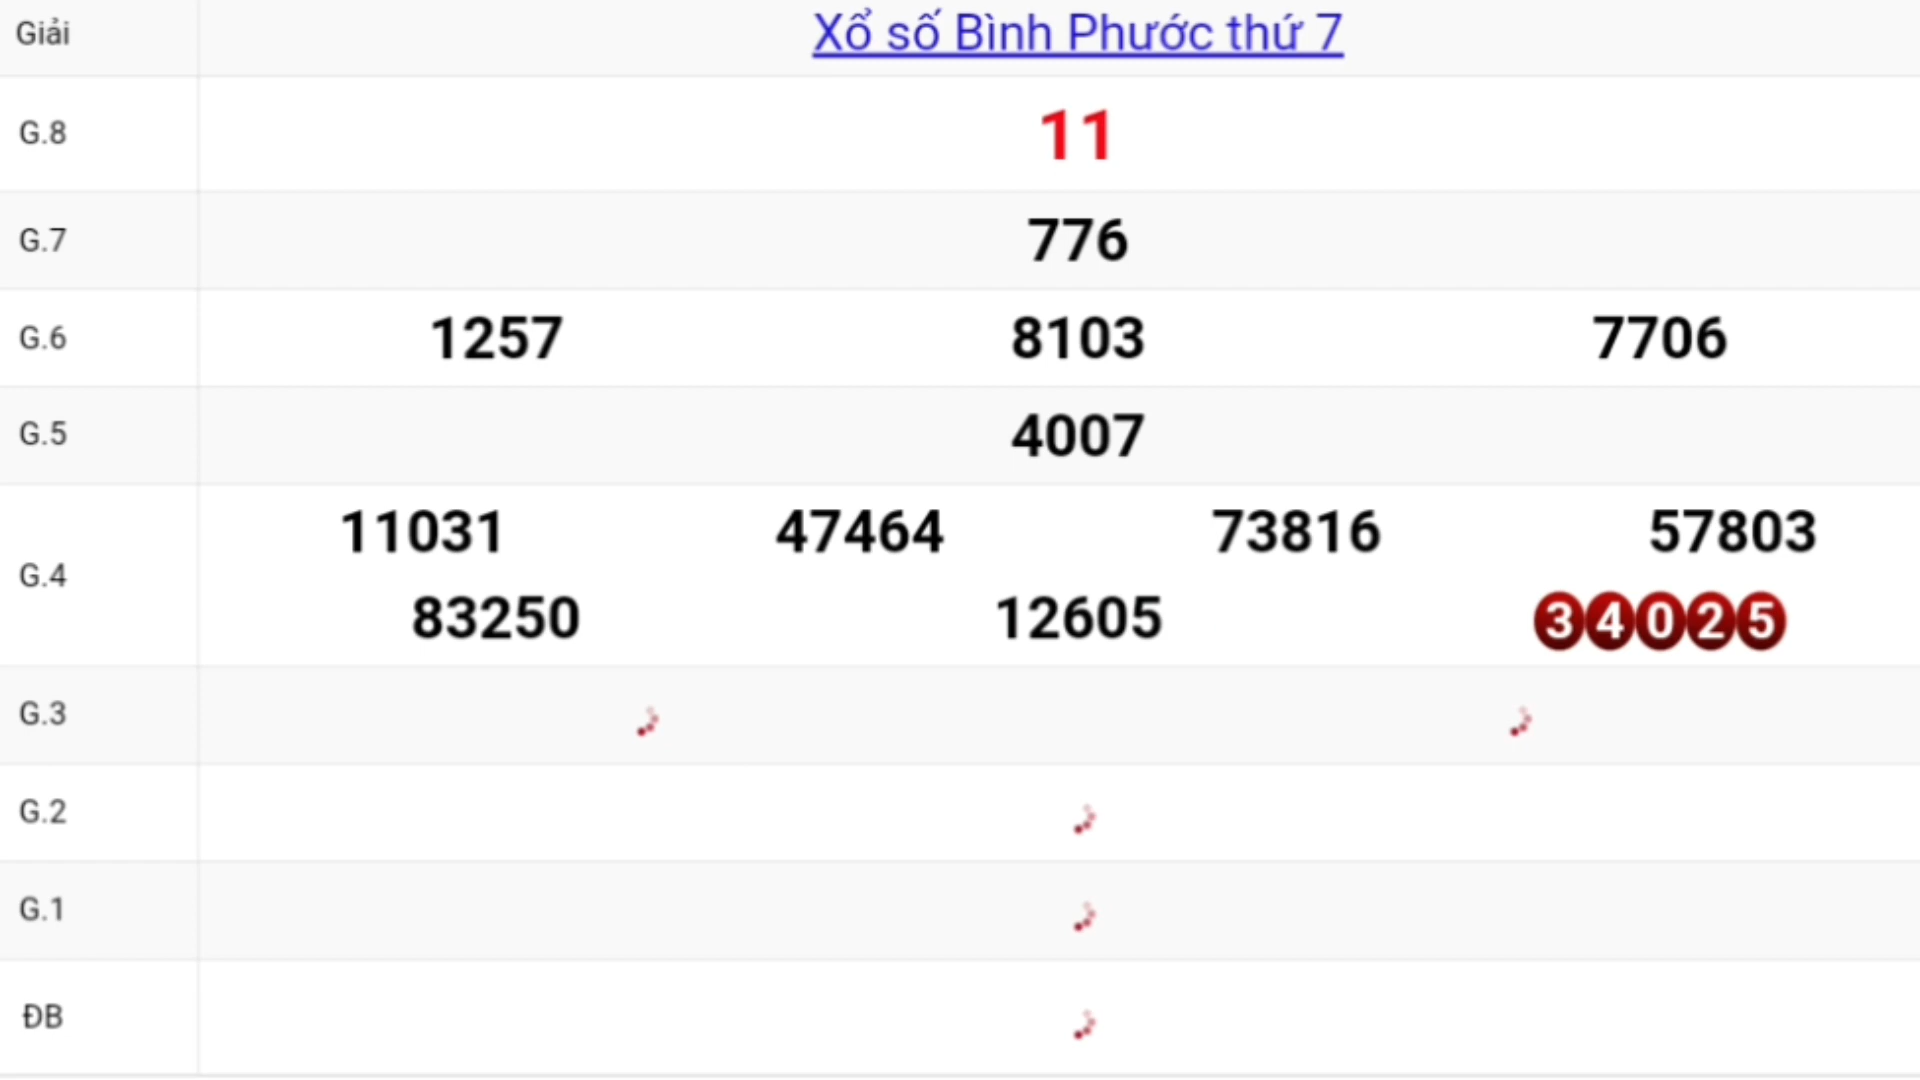 Giải Xổ số Bình Phước thứ 7
G.8 11
G.7 776
G.6 1257 8103 7706
G.5 4007
G.4 11031 47464 73816 57803
83250 12605 34025
G.3
G.2
G.1
ĐB